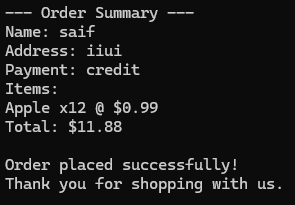 --- Order Summary ---
Name: saif
Address: iiui
Payment: credit
Items:
Apple x12 @ $0.99
Total: $11.88
Order placed successfully!
Thank you for shopping with us.